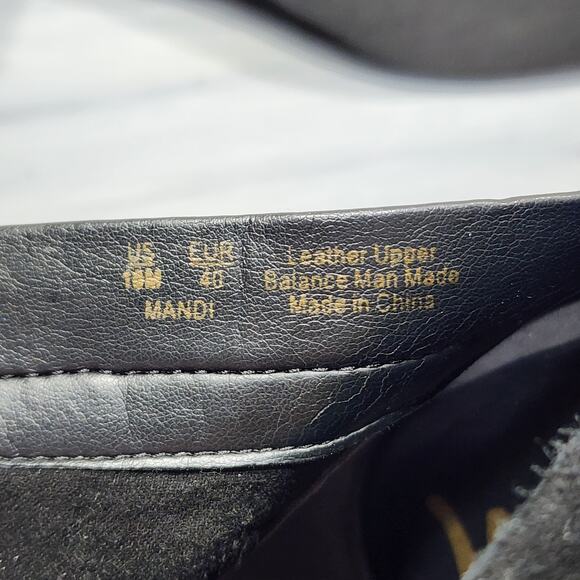 US EUR Leather Upper
10M 40 Balance Man Made
MANDI Made in China